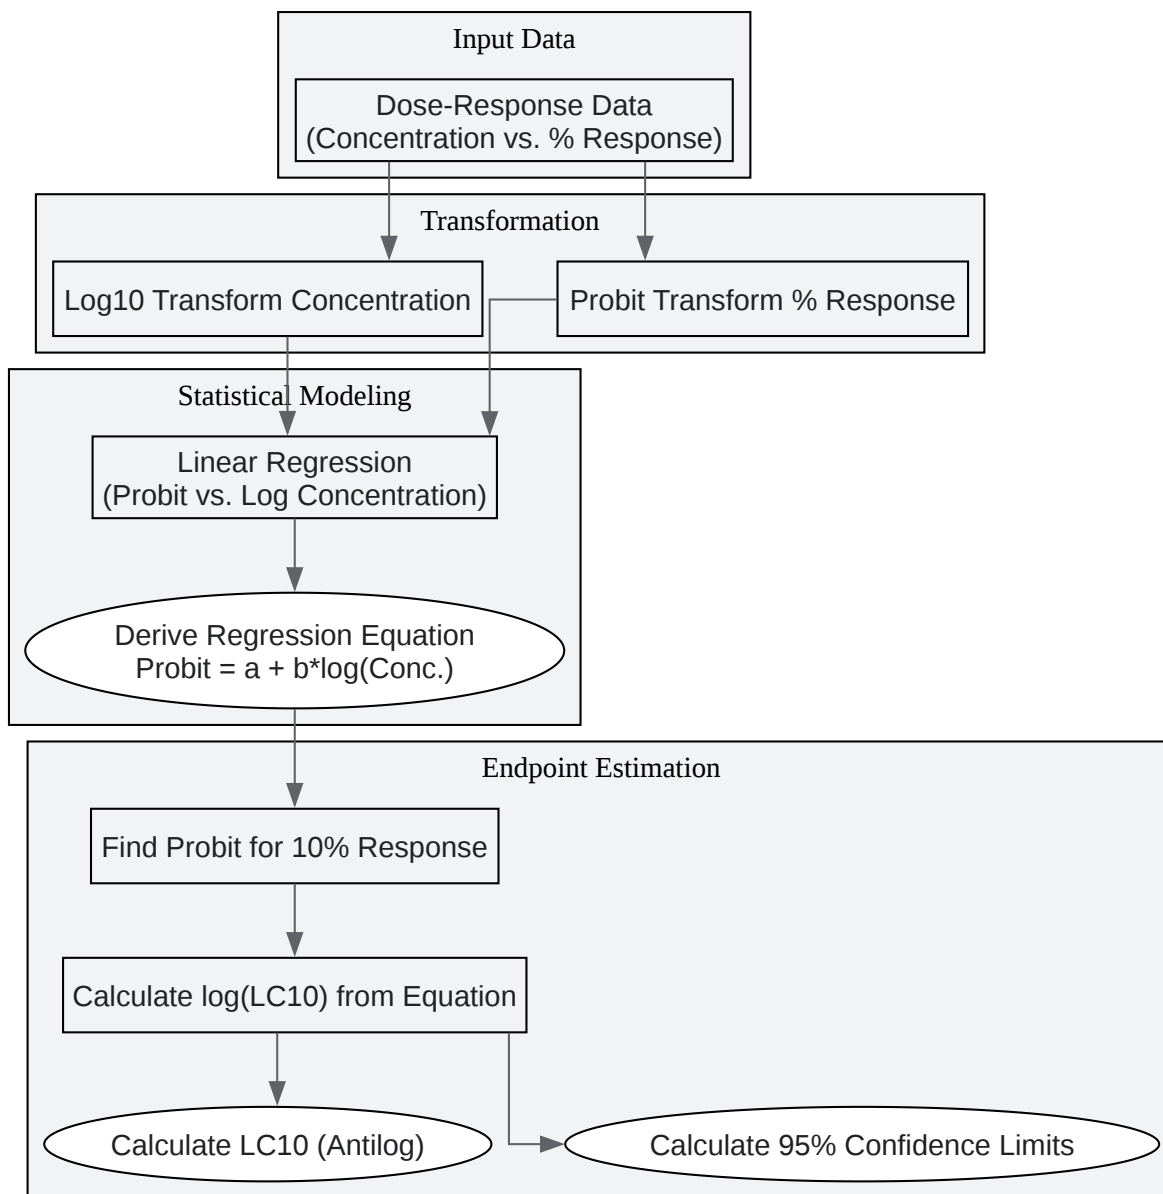 Input Data
Dose-Response Data
(Concentration vs. % Response)
Transformation
Log10 Transform Concentration
Probit Transform % Response
Statistical Modeling
Linear Regression
(Probit vs. Log Concentration)
Derive Regression Equation
Probit = a + b*log(Conc.)
Endpoint Estimation
Find Probit for 10% Response
Calculate log(LC10) from Equation
Calculate LC10 (Antilog)
Calculate 95% Confidence Limits